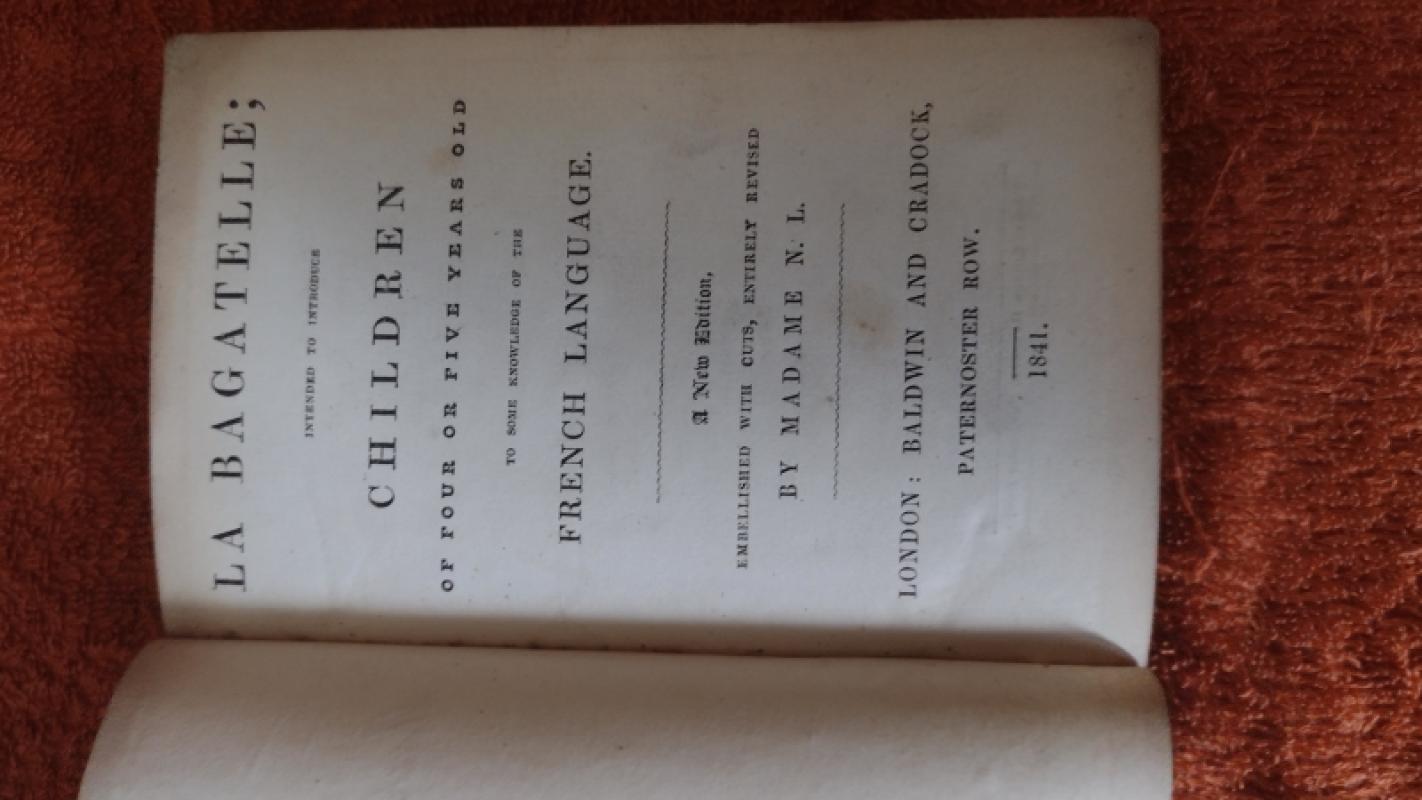 LA BAGATELLE;
INTENDED TO INTRODUCE
CHILDREN
OF FOUR OR FIVE YEARS OLD
TO SOME KNOWLEDGE OF THE
FRENCH LANGUAGE.
A New Edition,
EMBELLISHED WITH CUTS, ENTIRELY REVISED
BY MADAME N. L.
LONDON: BALDWIN AND CRADOCK,
PATERNOSTER ROW.
1841.